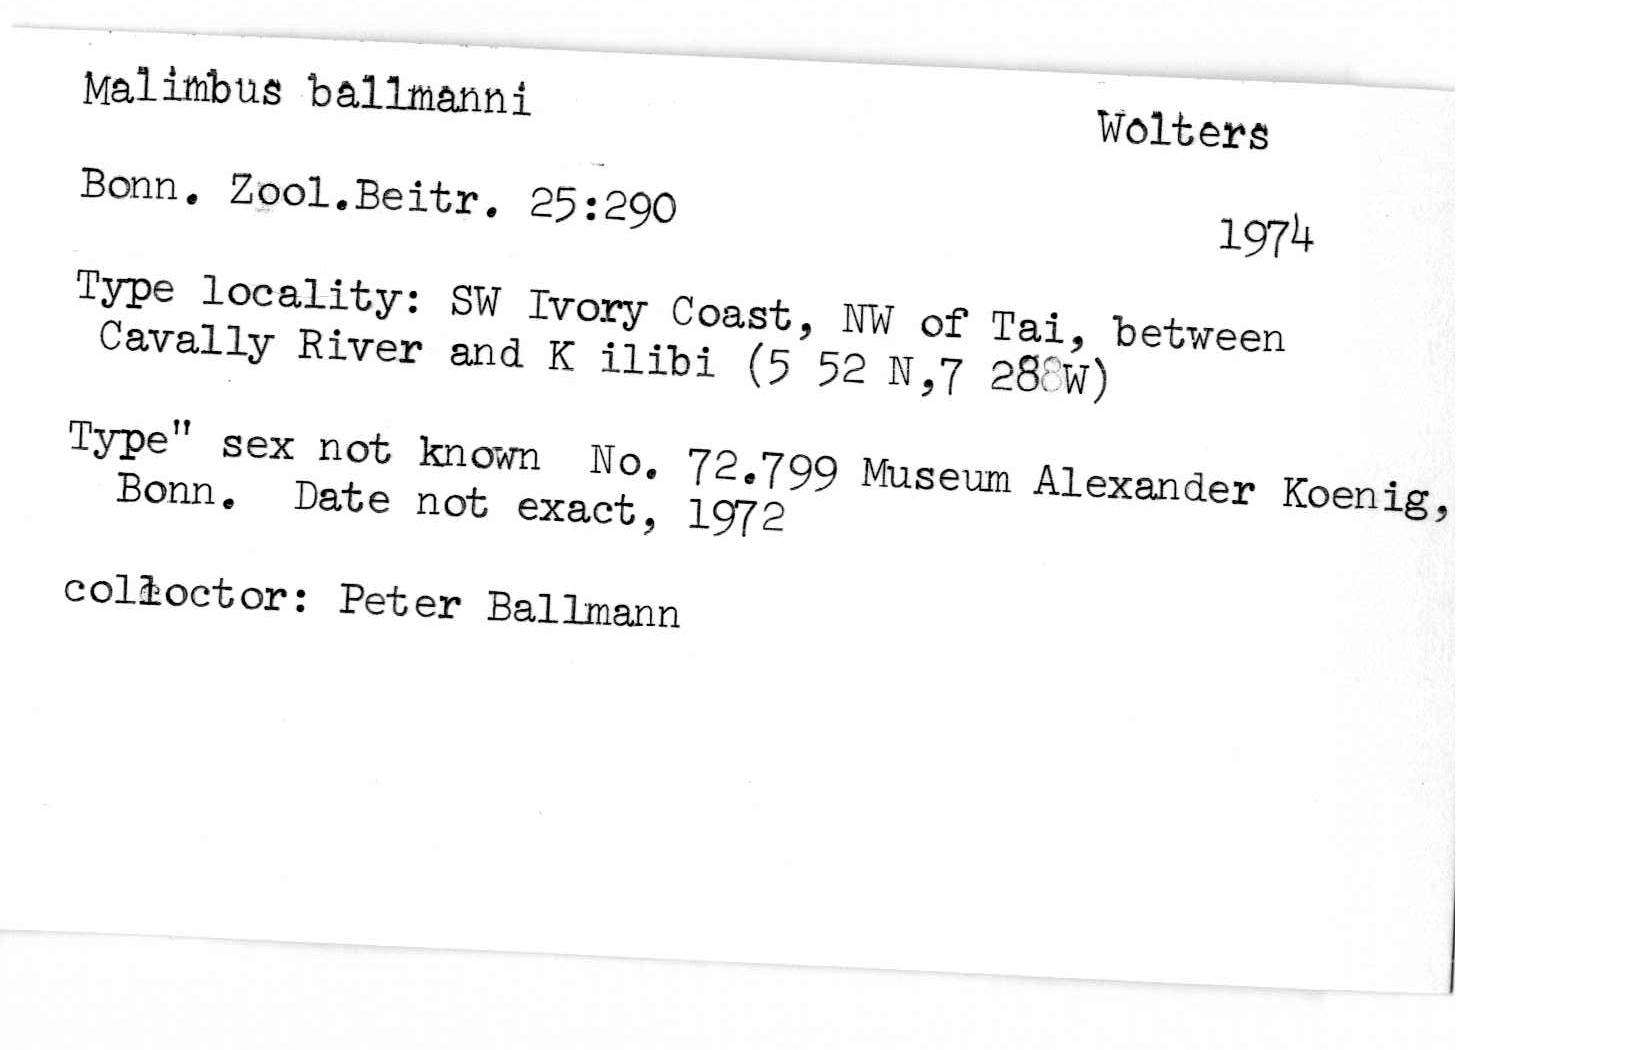 Malimbus ballmanni
Wolters
Bonn. Zool.Beitr. 25:290
1974
Type locality: SW Ivory Coast, NW of Tai, between
Cavally River and K ilibi (5 52 N,7 288W)
Type" sex not known No. 72.799 Museum Alexander Koenig,
Bonn. Date not exact, 1972
colloctor: Peter Ballmann